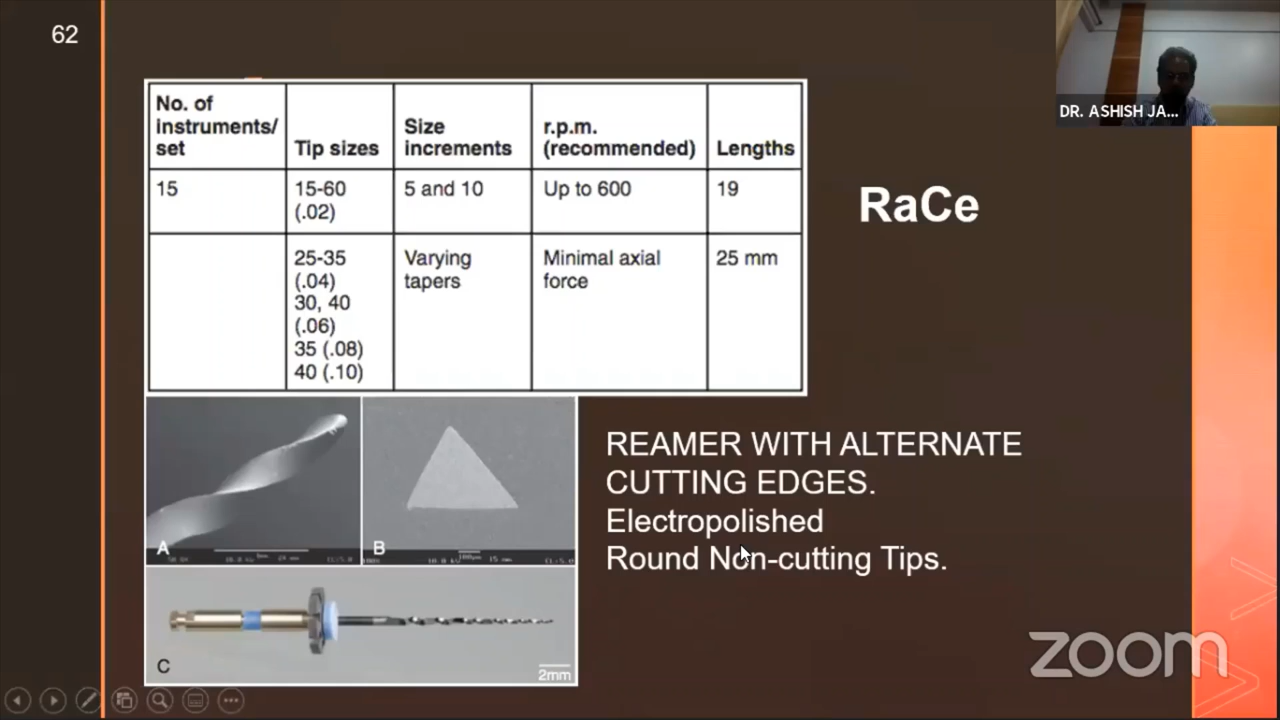 62
DR. ASHISH JA...
No. of
instruments/
set
Tip sizes
Size
increments
r.p.m.
(recommended)
Lengths
15
15-60
(.02)
5 and 10
Up to 600
19
25-35
(.04)
30, 40
(.06)
35 (.08)
40 (.10)
Varying
tapers
Minimal axial
force
25 mm
RaCe
REAMER WITH ALTERNATE
CUTTING EDGES.
Electropolished
Round Non-cutting Tips.
A
B
C
2mm
zoom